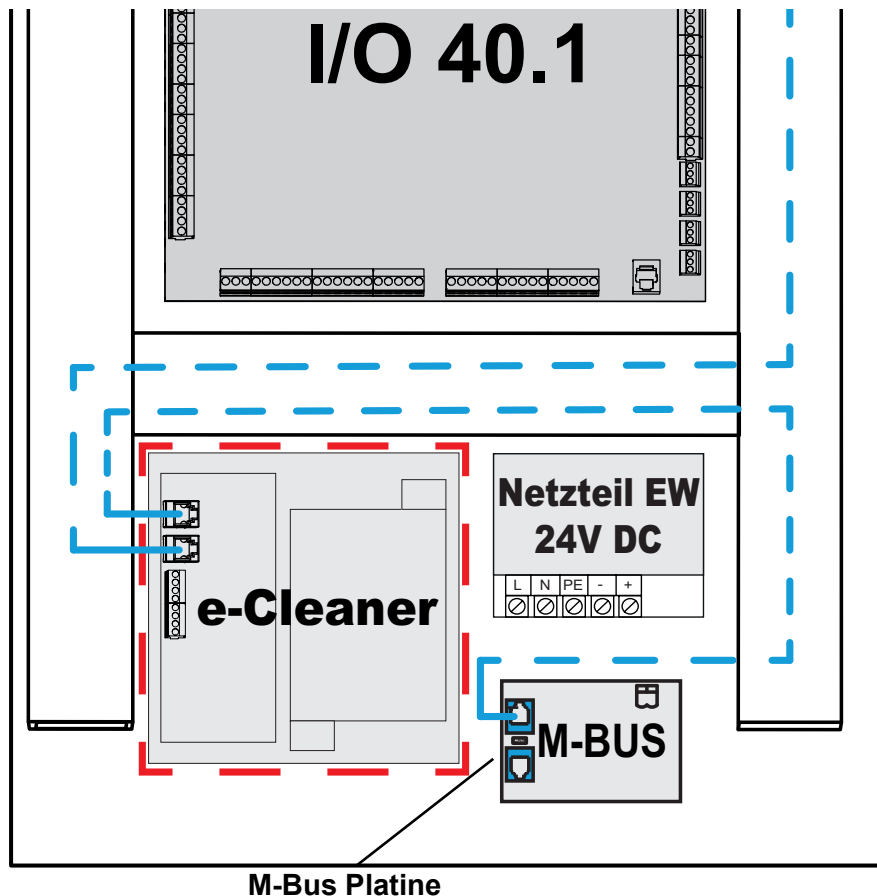 I/O 40.1
Netzteil EW
24V DC
L N PE - +
e-Cleaner
M-BUS
M-Bus Platine